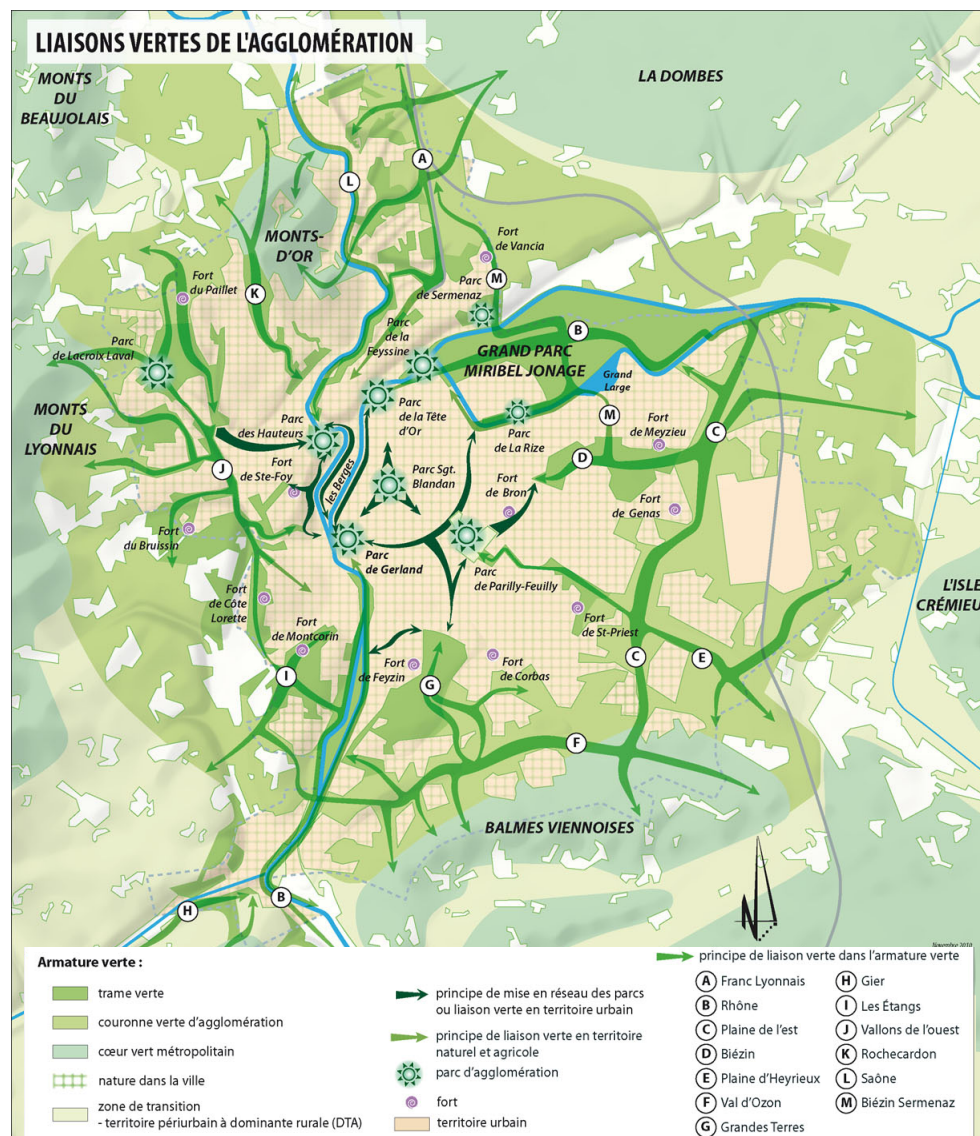 LIAISONS VERTES DE L'AGGLOMÉRATION
MONTS
DU
BEAUJOLAIS
LA DOMBES
A
L
MONTS-
D'OR
Fort
de Vancia
Fort
du Paillet
K
Parc
de Sermenaz
M
Parc
de la
Feyssine
B
Parc
de Lacroix Laval
GRAND PARC
MIRIBEL JONAGE
Grand
Large
MONTS
DU
LYONNAIS
Parc
des Hauteurs
Parc
de la Tête
d'Or
Parc
de La Rize
M
Fort
de Meyzieu
C
J
Fort
de Ste-Foy
les Berges
Parc Sgt.
Blandan
Fort
de Bron
D
Fort
de Genas
Fort
du Bruissin
Parc
de Gerland
Parc
de Parilly-Feuilly
L'ISLE
CRÉMIEU
Fort
de Côte
Lorette
Fort
de Montcorin
Fort
de St-Priest
I
Fort
de Feyzin
G
Fort
de Corbas
C
E
F
BALMES VIENNOISES
H
B
N
Novembre 2010
Armature verte :
trame verte
couronne verte d'agglomération
cœur vert métropolitain
nature dans la ville
zone de transition
- territoire périurbain à dominante rurale (DTA)
principe de mise en réseau des parcs
ou liaison verte en territoire urbain
principe de liaison verte en territoire
naturel et agricole
parc d'agglomération
fort
territoire urbain
principe de liaison verte dans l'armature verte
A Franc Lyonnais
B Rhône
C Plaine de l'est
D Biézin
E Plaine d'Heyrieux
F Val d'Ozon
G Grandes Terres
H Gier
I Les Étangs
J Vallons de l'ouest
K Rochecardon
L Saône
M Biézin Sermenaz